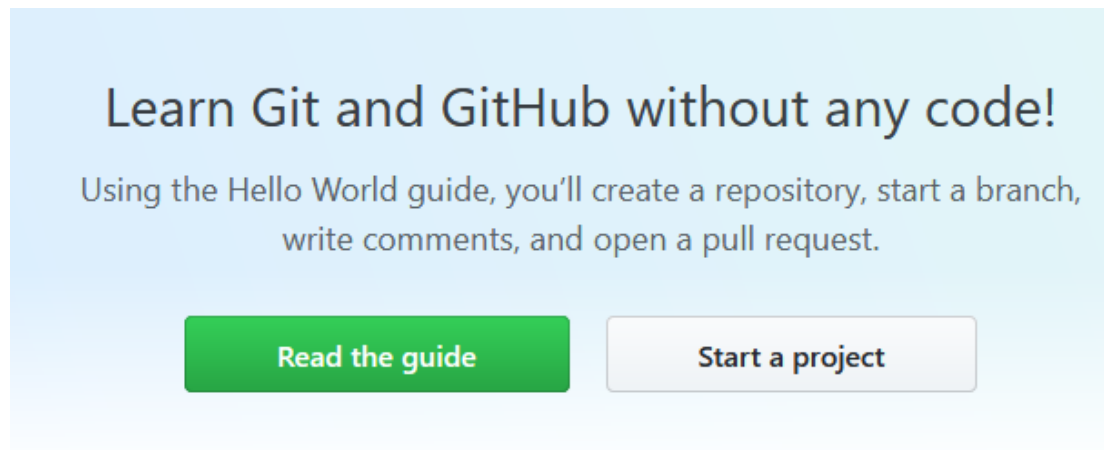 Learn Git and GitHub without any code!
Using the Hello World guide, you’ll create a repository, start a branch,
write comments, and open a pull request.
Read the guide
Start a project